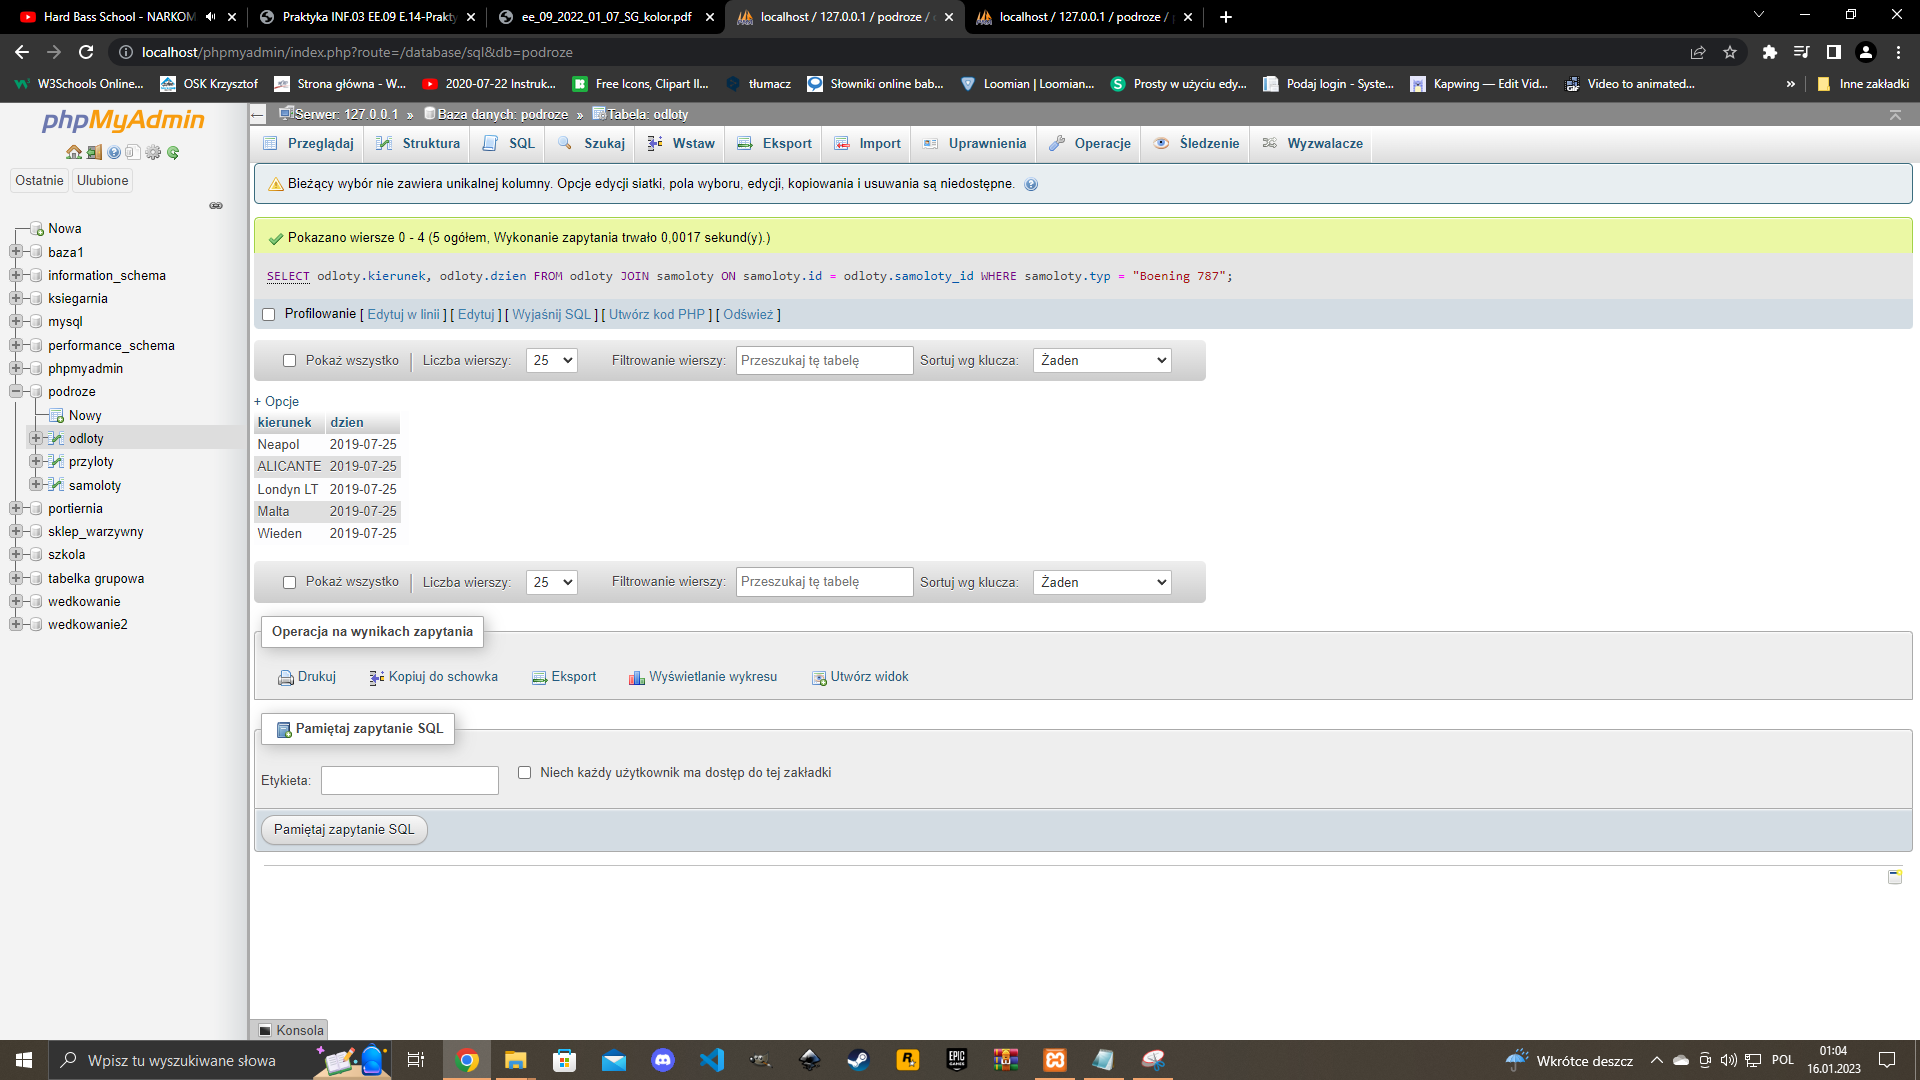 Hard Bass School - NARKOM
Praktyka INF.03 EE.09 E.14-Prakty
ee_09_2022_01_07_SG_kolor.pdf
localhost / 127.0.0.1 / podroze /
localhost / 127.0.0.1 / podroze /
localhost/phpmyadmin/index.php?route=/database/sql&db=podroze
W3Schools Online...
OSK Krzysztof
Strona główna - W...
2020-07-22 Instruk...
Free Icons, Clipart Il...
tłumacz
Słowniki online bab...
Loomian | Loomian...
Prosty w użyciu edy...
Podaj login - Syste...
Kapwing — Edit Vid...
Video to animated...
»
Inne zakładki
phpMyAdmin
Ostatnie
Ulubione
Nowa
baza1
information_schema
ksiegarnia
mysql
performance_schema
phpmyadmin
podroze
Nowy
odloty
przyloty
samoloty
portiernia
sklep_warzywny
szkola
tabelka grupowa
wedkowanie
wedkowanie2
Serwer: 127.0.0.1 » Baza danych: podroze » Tabela: odloty
Przeglądaj
Struktura
SQL
Szukaj
Wstaw
Eksport
Import
Uprawnienia
Operacje
Śledzenie
Wyzwalacze
Bieżący wybór nie zawiera unikalnej kolumny. Opcje edycji siatki, pola wyboru, edycji, kopiowania i usuwania są niedostępne.
Pokazano wiersze 0 - 4 (5 ogółem, Wykonanie zapytania trwało 0,0017 sekund(y).)
SELECT odloty.kierunek, odloty.dzien FROM odloty JOIN samoloty ON samoloty.id = odloty.samoloty_id WHERE samoloty.typ = "Boening 787";
Profilowanie [ Edytuj w linii ] [ Edytuj ] [ Wyjaśnij SQL ] [ Utwórz kod PHP ] [ Odśwież ]
Pokaż wszystko | Liczba wierszy: 25 Filtrowanie wierszy: Przeszukaj tę tabelę Sortuj wg klucza: Żaden
+ Opcje
kierunek dzien
Neapol 2019-07-25
ALICANTE 2019-07-25
Londyn LT 2019-07-25
Malta 2019-07-25
Wieden 2019-07-25
Pokaż wszystko | Liczba wierszy: 25 Filtrowanie wierszy: Przeszukaj tę tabelę Sortuj wg klucza: Żaden
Operacja na wynikach zapytania
Drukuj
Kopiuj do schowka
Eksport
Wyświetlanie wykresu
Utwórz widok
Pamiętaj zapytanie SQL
Etykieta:
Niech każdy użytkownik ma dostęp do tej zakładki
Pamiętaj zapytanie SQL
Konsola
Wpisz tu wyszukiwane słowa
Wkrótce deszcz
POL
01:04
16.01.2023